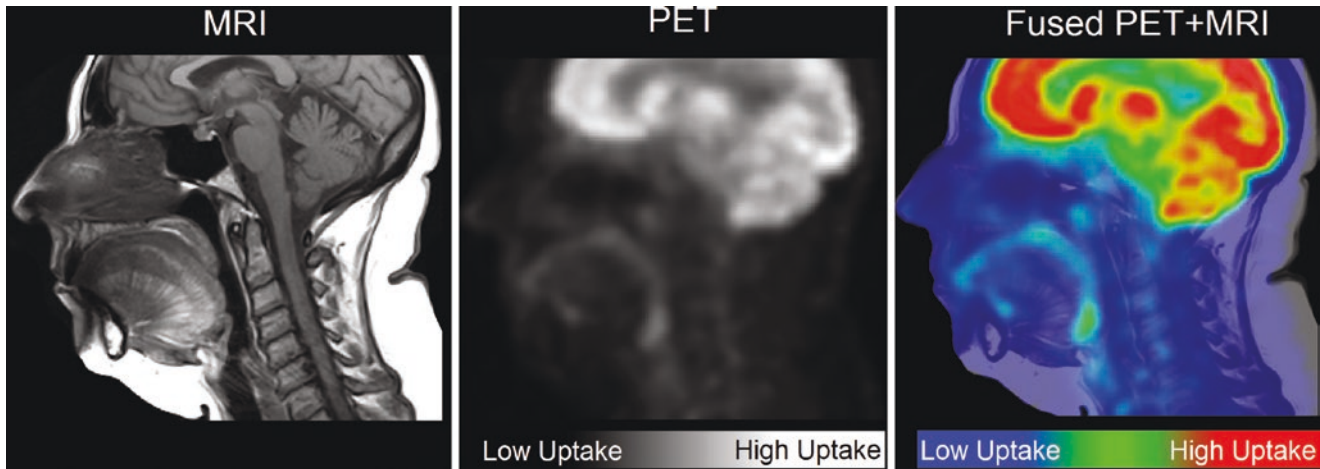 MRI
PET
Fused PET+MRI
Low Uptake
High Uptake
Low Uptake
High Uptake